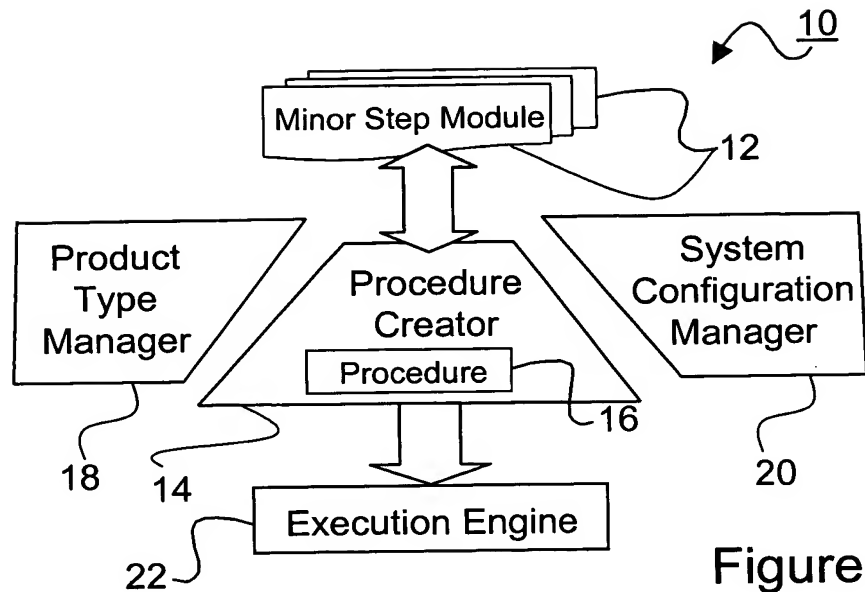 10
Minor Step Module
12
Product
Type
Manager
Procedure
Creator
Procedure
System
Configuration
Manager
16
18
14
20
Execution Engine
22
Figure